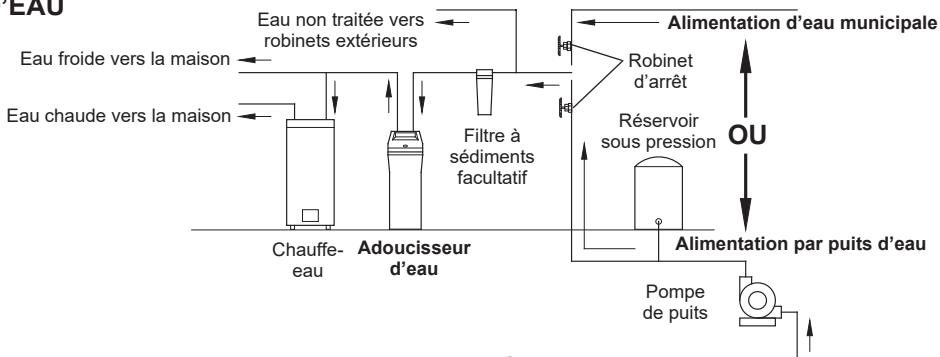 'EAU
Eau non traitée vers
robinets extérieurs
Alimentation d'eau municipale
Eau froide vers la maison
Robinet
d'arrêt
Eau chaude vers la maison
Filtre à
sédiments
facultatif
Réservoir
sous pression
OU
Chauffe-
eau
Adoucisseur
d'eau
Alimentation par puits d'eau
Pompe
de puits